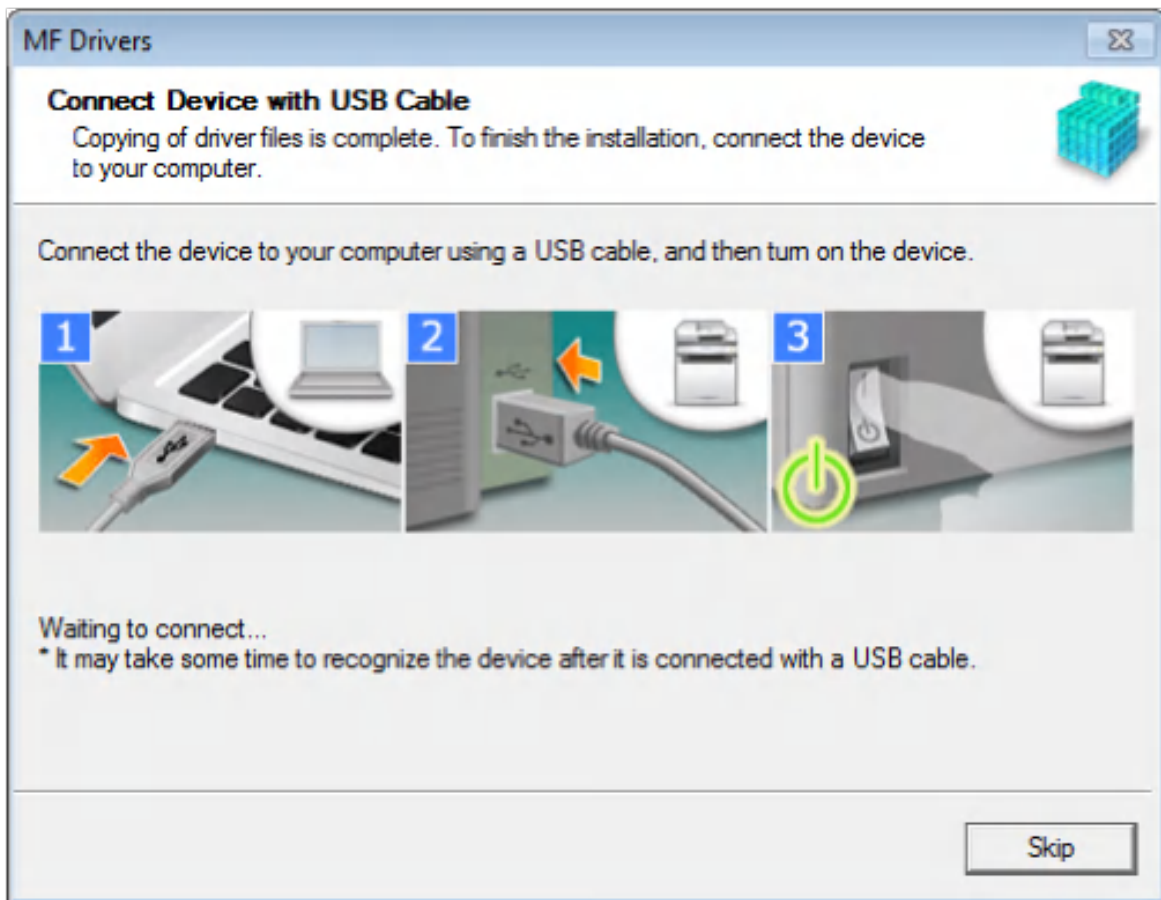 MF Drivers
Connect Device with USB Cable
Copying of driver files is complete. To finish the installation, connect the device
to your computer.
Connect the device to your computer using a USB cable, and then turn on the device.
1
2
3
Waiting to connect...
* It may take some time to recognize the device after it is connected with a USB cable.
Skip